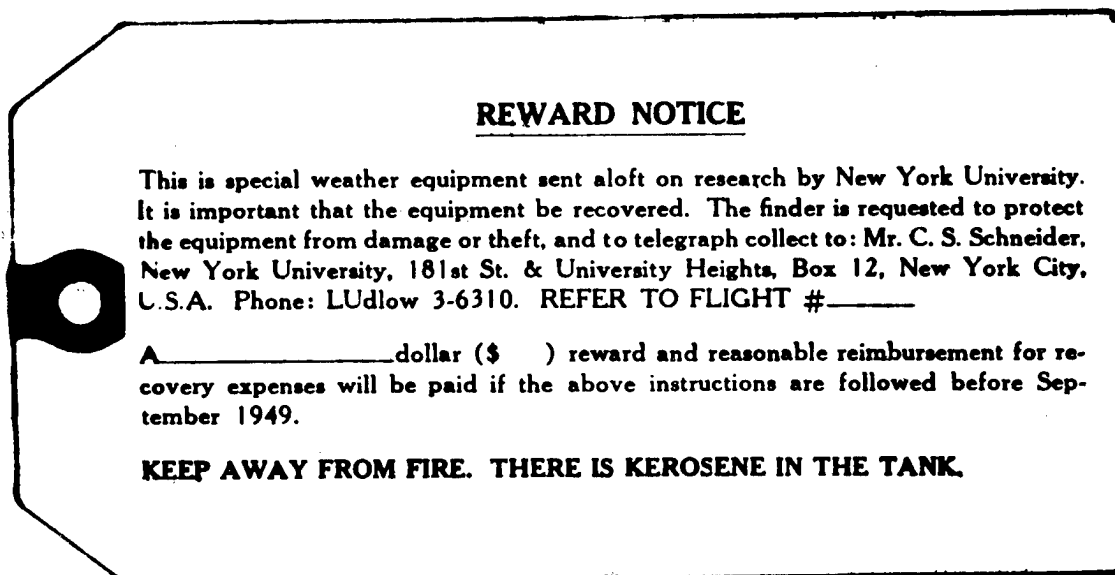 REWARD NOTICE
This is special weather equipment sent aloft on research by New York University.
It is important that the equipment be recovered. The finder is requested to protect
the equipment from damage or theft, and to telegraph collect to: Mr. C. S. Schneider,
New York University, 181st St. & University Heights, Box 12, New York City,
U.S.A. Phone: LUdlow 3-6310. REFER TO FLIGHT #______
A________________dollar ($   ) reward and reasonable reimbursement for re-
covery expenses will be paid if the above instructions are followed before Sep-
tember 1949.
KEEP AWAY FROM FIRE. THERE IS KEROSENE IN THE TANK.